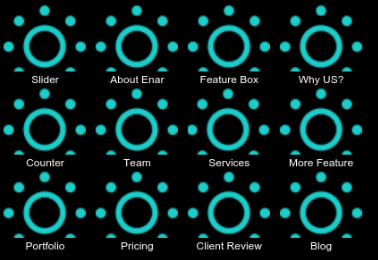 Slider About Enar Feature Box Why US?
Counter Team Services More Feature
Portfolio Pricing Client Review Blog